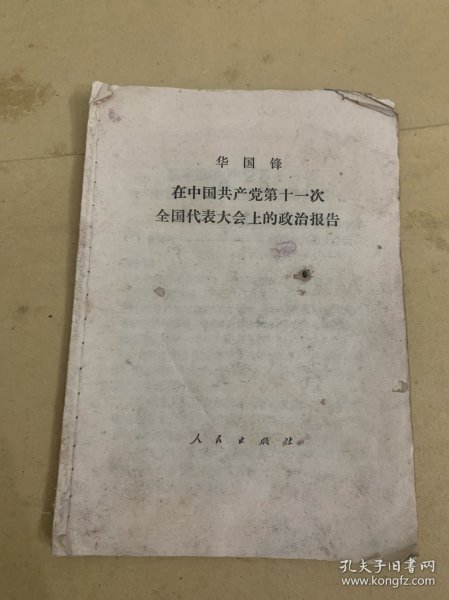 华国锋
在中国共产党第十一次
全国代表大会上的政治报告
人民出版社
孔夫子旧书网
www.kongfz.com